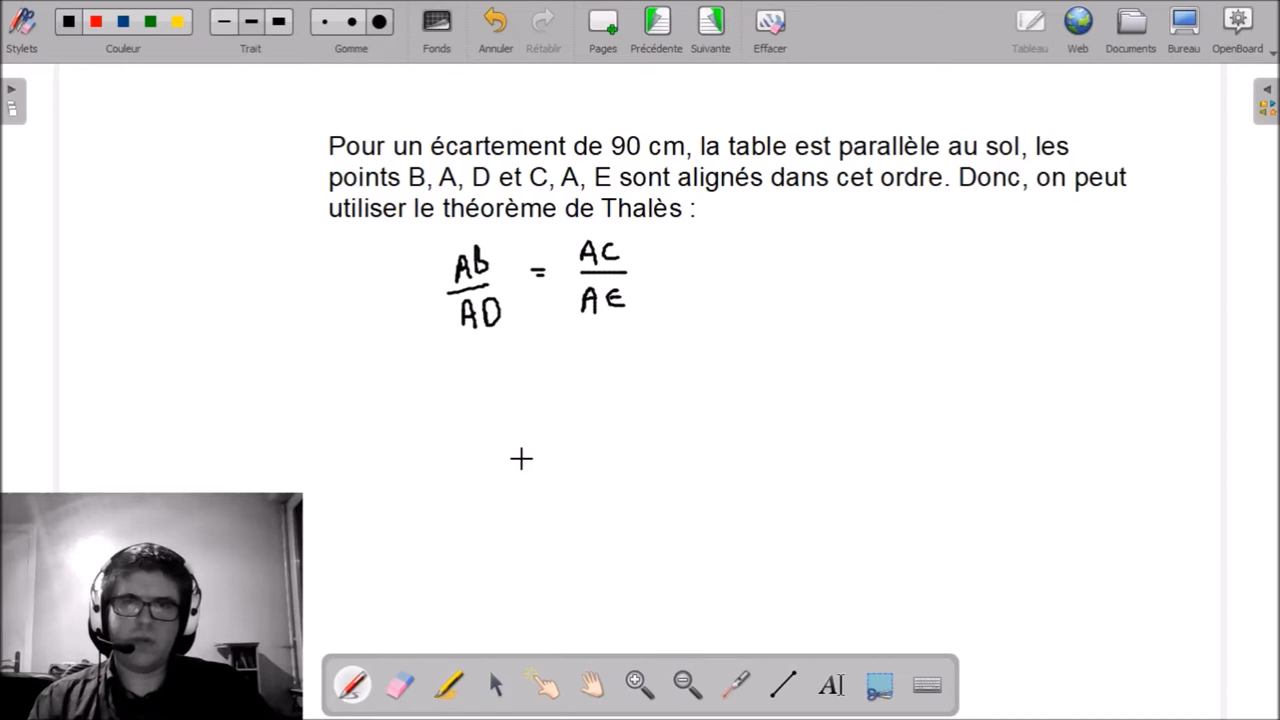 Stylets
Couleur
Trait
Gomme
Fonds
Annuler
Rétablir
Pages
Précédente
Suivante
Effacer
Tableau
Web
Documents
Bureau
OpenBoard
Pour un écartement de 90 cm, la table est parallèle au sol, les
points B, A, D et C, A, E sont alignés dans cet ordre. Donc, on peut
utiliser le théorème de Thalès :
Ab = AC
AD AE
AI